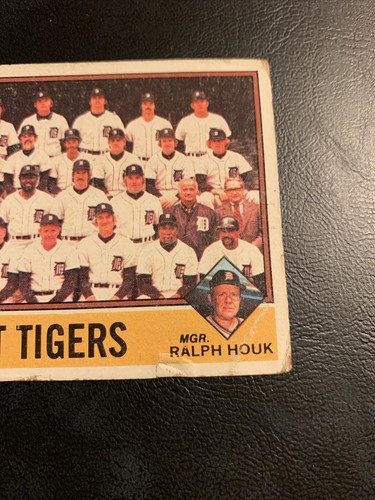 T TIGERS
MGR.
RALPH HOUK